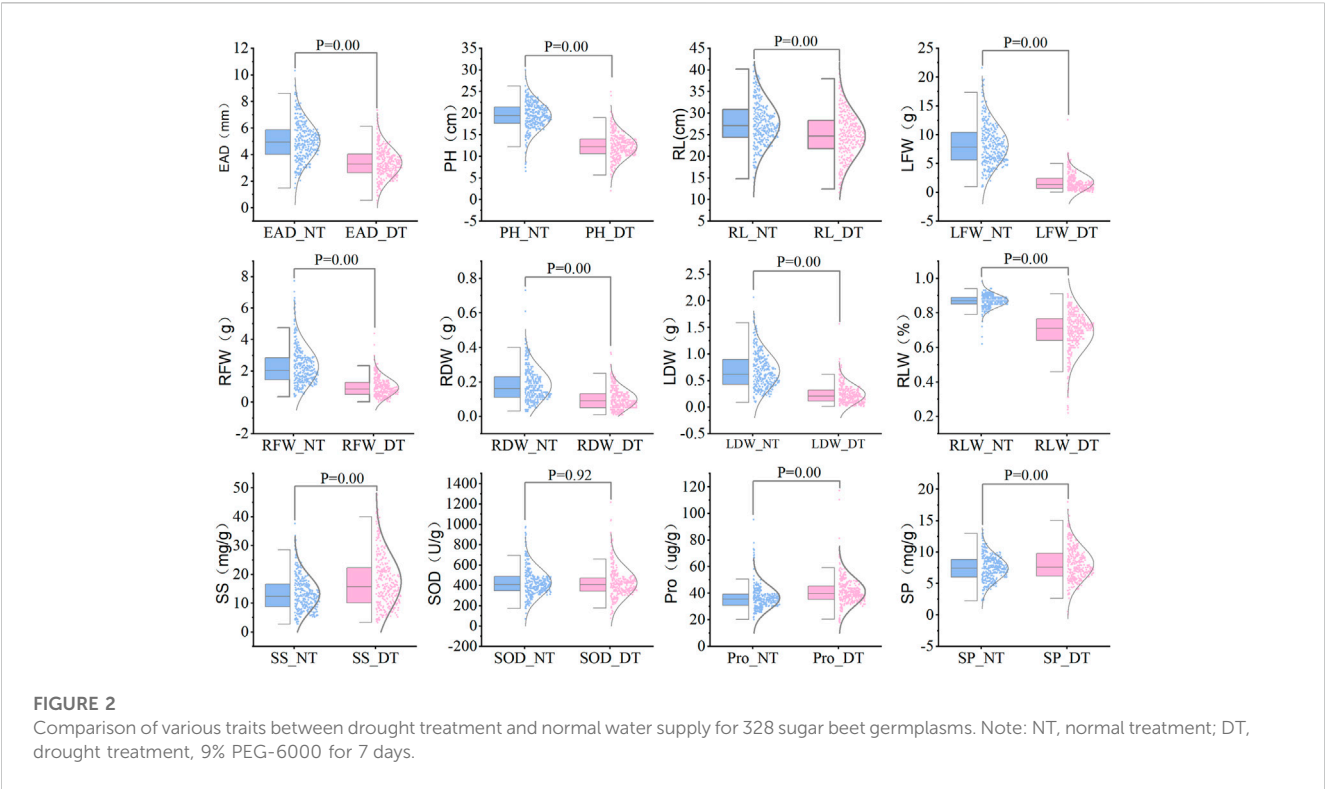 P=0.00 P=0.00 P=0.00 P=0.00
EAD（mm）
12
10
8
6
4
2
0
EAD_NT EAD_DT
PH（cm）
35
30
25
20
15
10
5
0
-5
PH_NT PH_DT
RL(cm)
45
40
35
30
25
20
15
10
5
RL_NT RL_DT
LFW（g）
25
20
15
10
5
0
-5
LFW_NT LFW_DT
P=0.00 P=0.00 P=0.00 P=0.00
RFW（g）
8
6
4
2
0
-2
RFW_NT RFW_DT
RDW（g）
0.8
0.6
0.4
0.2
0.0
RDW_NT RDW_DT
LDW（g）
2.5
2.0
1.5
1.0
0.5
0.0
-0.5
LDW_NT LDW_DT
RLW（%）
1.0
0.8
0.6
0.4
0.2
RLW_NT RLW_DT
P=0.00 P=0.92 P=0.00 P=0.00
SS（mg/g）
50
40
30
20
10
0
SS_NT SS_DT
SOD（U/g）
1400
1200
1000
800
600
400
200
0
-200
SOD_NT SOD_DT
Pro（ug/g）
120
100
80
60
40
20
0
Pro_NT Pro_DT
SP（mg/g）
20
15
10
5
0
-5
SP_NT SP_DT
FIGURE 2
Comparison of various traits between drought treatment and normal water supply for 328 sugar beet germplasms. Note: NT, normal treatment; DT,
drought treatment, 9% PEG-6000 for 7 days.